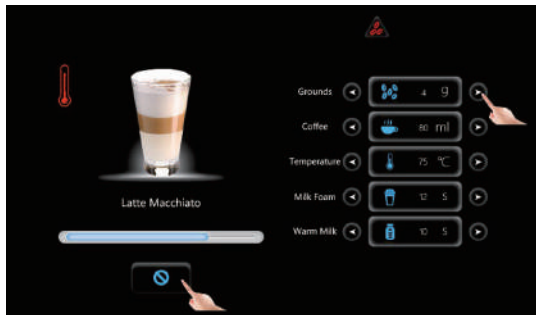 Grounds 4 g
Coffee 80 ml
Temperature 75 °C
Milk Foam 12 S
Warm Milk 10 S
Latte Macchiato